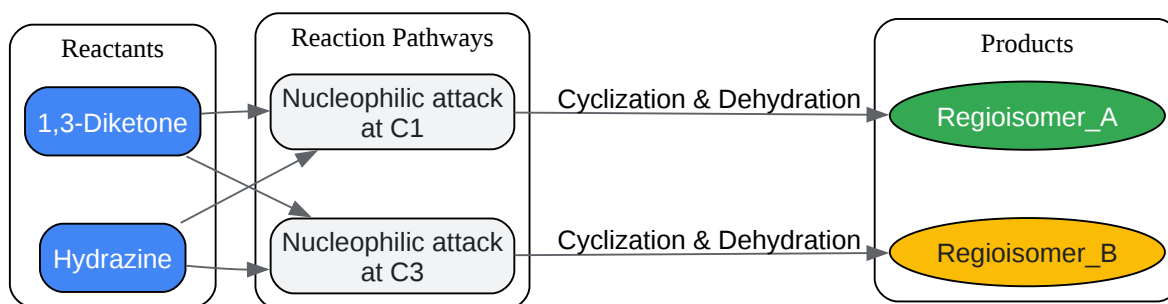 Reactants
Reaction Pathways
Products
1,3-Diketone
Hydrazine
Nucleophilic attack
at C1
Nucleophilic attack
at C3
Cyclization & Dehydration
Cyclization & Dehydration
Regioisomer_A
Regioisomer_B